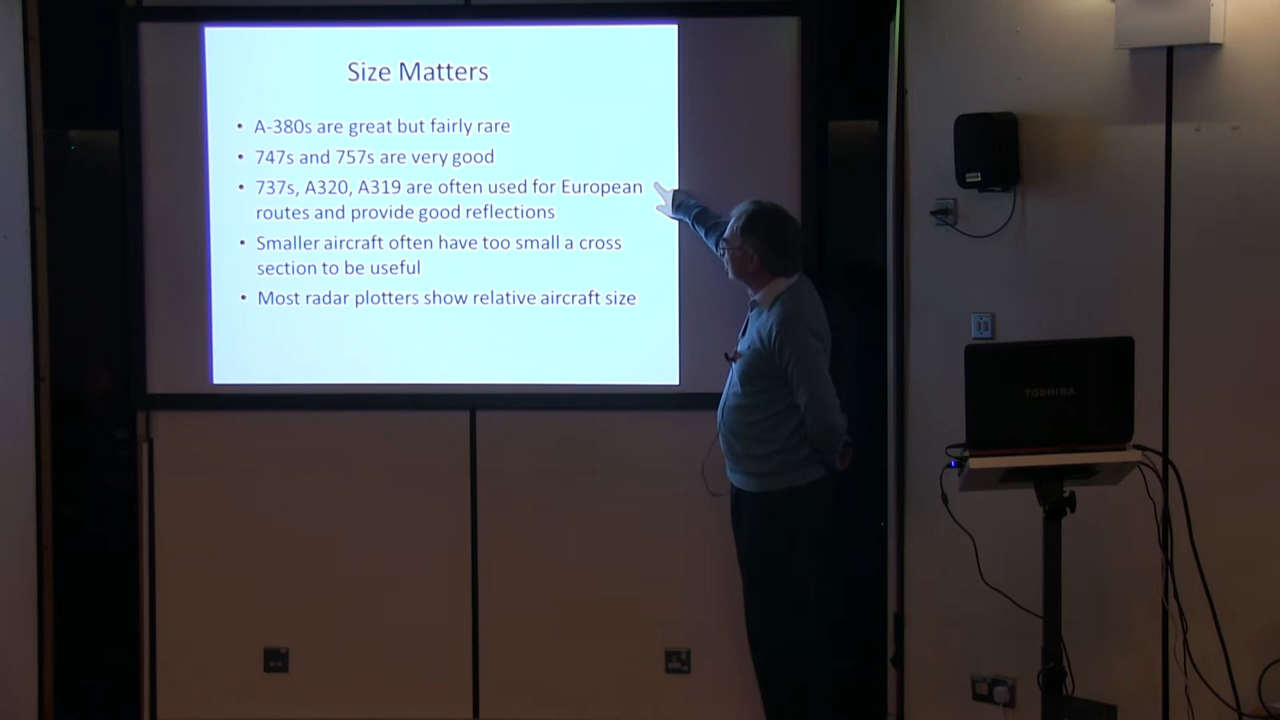 Size Matters
• A-380s are great but fairly rare
• 747s and 757s are very good
• 737s, A320, A319 are often used for European
routes and provide good reflections
• Smaller aircraft often have too small a cross
section to be useful
• Most radar plotters show relative aircraft size
TOSHIBA